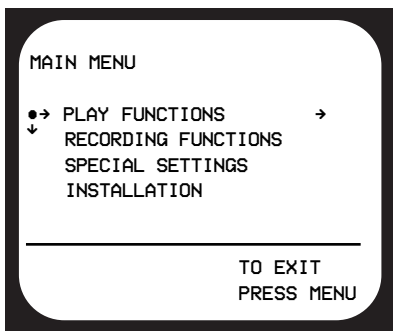 MAIN MENU
●→ PLAY FUNCTIONS →
↓ RECORDING FUNCTIONS
SPECIAL SETTINGS
INSTALLATION
TO EXIT
PRESS MENU